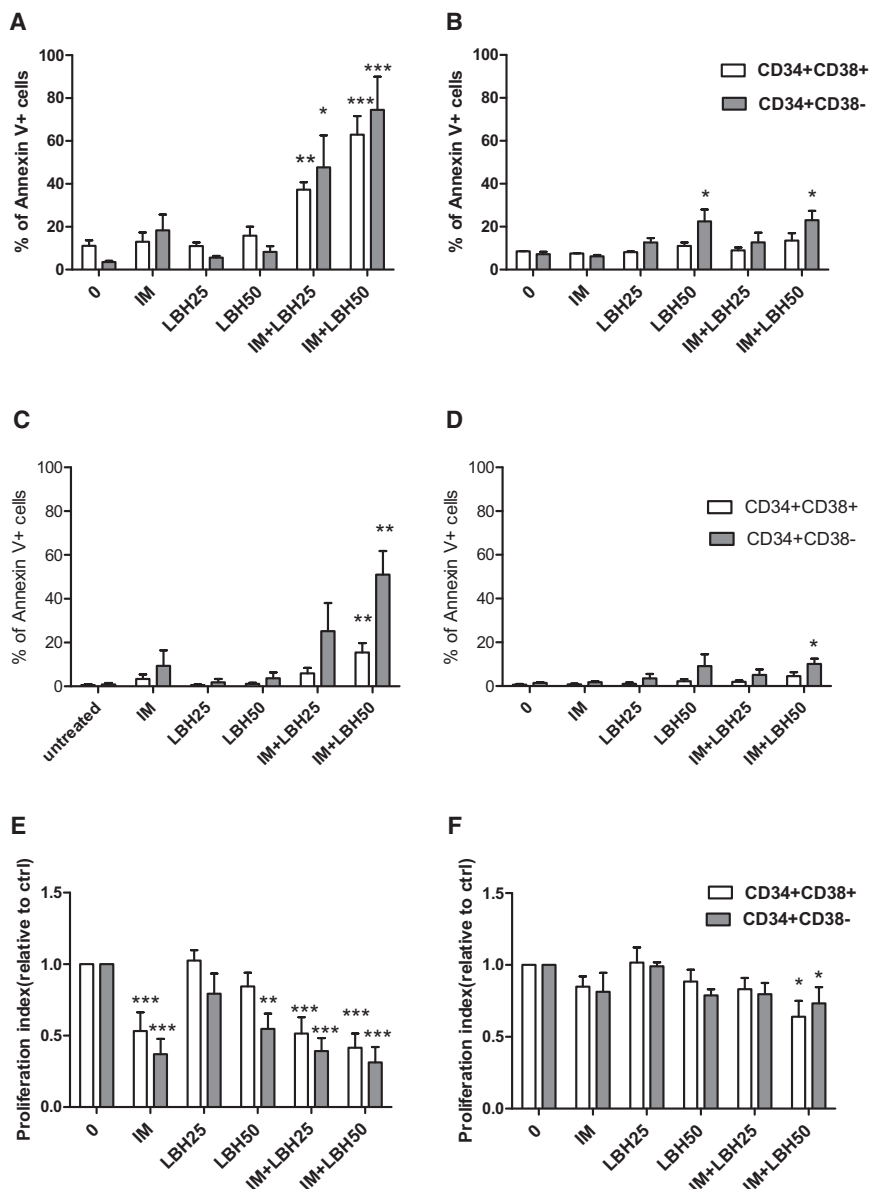 A
% of Annexin V+ cells
100
80
60
40
20
0
** * *** ***
0 IM LBH25 LBH50 IM+LBH25 IM+LBH50
B
% of Annexin V+ cells
100
80
60
40
20
0
* *
CD34+CD38+
CD34+CD38-
0 IM LBH25 LBH50 IM+LBH25 IM+LBH50
C
% of Annexin V+ cells
100
80
60
40
20
0
** **
untreated IM LBH25 LBH50 IM+LBH25 IM+LBH50
D
% of Annexin V+ cells
100
80
60
40
20
0
*
CD34+CD38+
CD34+CD38-
0 IM LBH25 LBH50 IM+LBH25 IM+LBH50
E
Proliferation index(relative to ctrl)
1.5
1.0
0.5
0.0
*** *** ** *** *** *** ***
0 IM LBH25 LBH50 IM+LBH25 IM+LBH50
F
Proliferation index(relative to ctrl)
1.5
1.0
0.5
0.0
* *
CD34+CD38+
CD34+CD38-
0 IM LBH25 LBH50 IM+LBH25 IM+LBH50